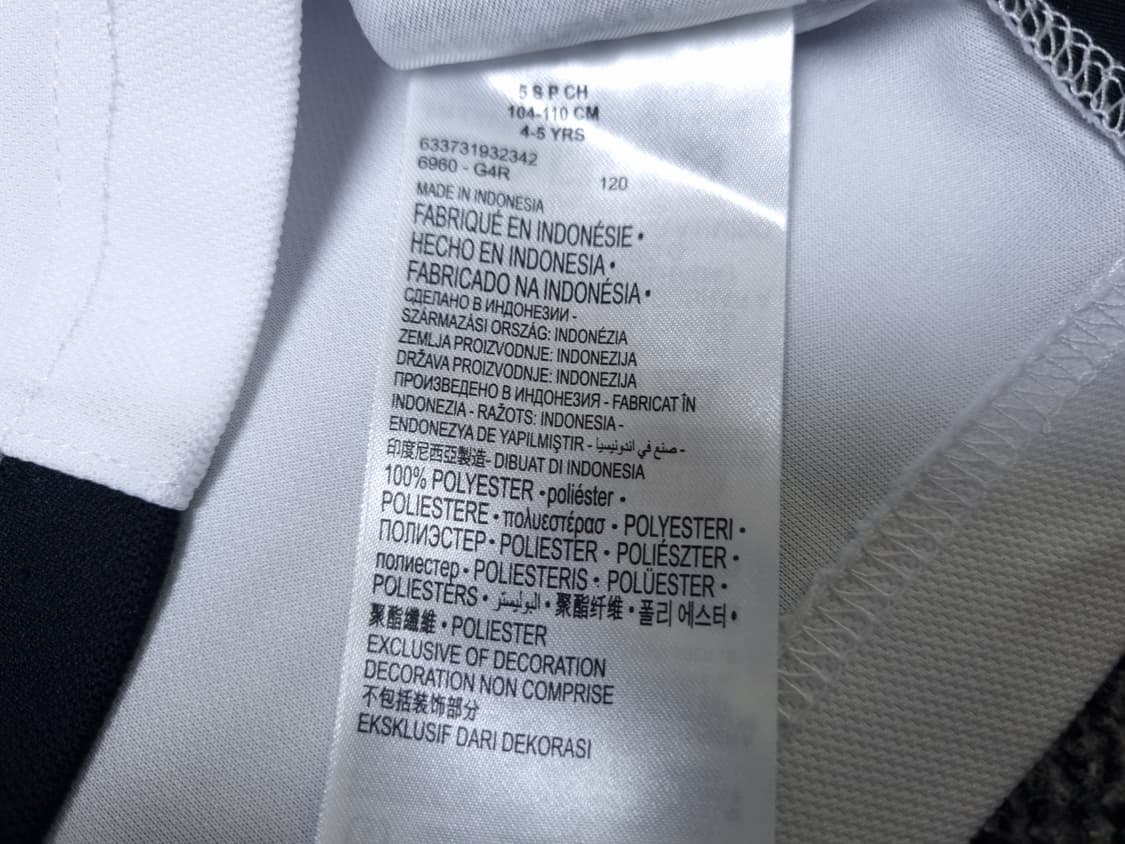 5 S P CH
104-110 CM
4-5 YRS
633731932342
6960 - G4R
120
MADE IN INDONESIA
FABRIQUÉ EN INDONÉSIE •
HECHO EN INDONESIA •
FABRICADO NA INDONÉSIA •
СДЕЛАНО В ИНДОНЕЗИИ -
SZÁRMAZÁSI ORSZÁG: INDONÉZIA
ZEMLJA PROIZVODNJE: INDONEZIJA
DRŽAVA PROIZVODNJE: INDONEZIJA
ПРОИЗВЕДЕНО В ИНДОНЕЗИЯ - FABRICAT ÎN
INDONEZIA - RAŽOTS: INDONESIA -
ENDONEZYA DE YAPILMIŞTIR - صنع في اندونيسيا -
印度尼西亞製造- DIBUAT DI INDONESIA
100% POLYESTER •poliéster •
POLIESTERE • πολυεστέρασ • POLYESTERI •
ПОЛИЭСТЕР • POLIESTER • POLIÉSZTER •
полиестер • POLIESTERIS • POLÜESTER •
POLIESTERS • البوليستر • 聚酯纤维 • 폴리 에스터 •
聚酯纖維 • POLIESTER
EXCLUSIVE OF DECORATION
DECORATION NON COMPRISE
不包括装饰部分
EKSKLUSIF DARI DEKORASI